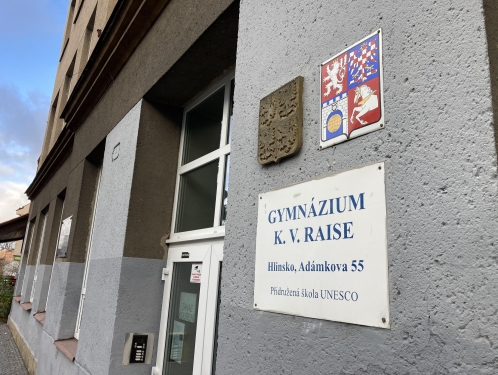 GYMNÁZIUM
K. V. RAISE
Hlinsko, Adámkova 55
Přidružená škola UNESCO